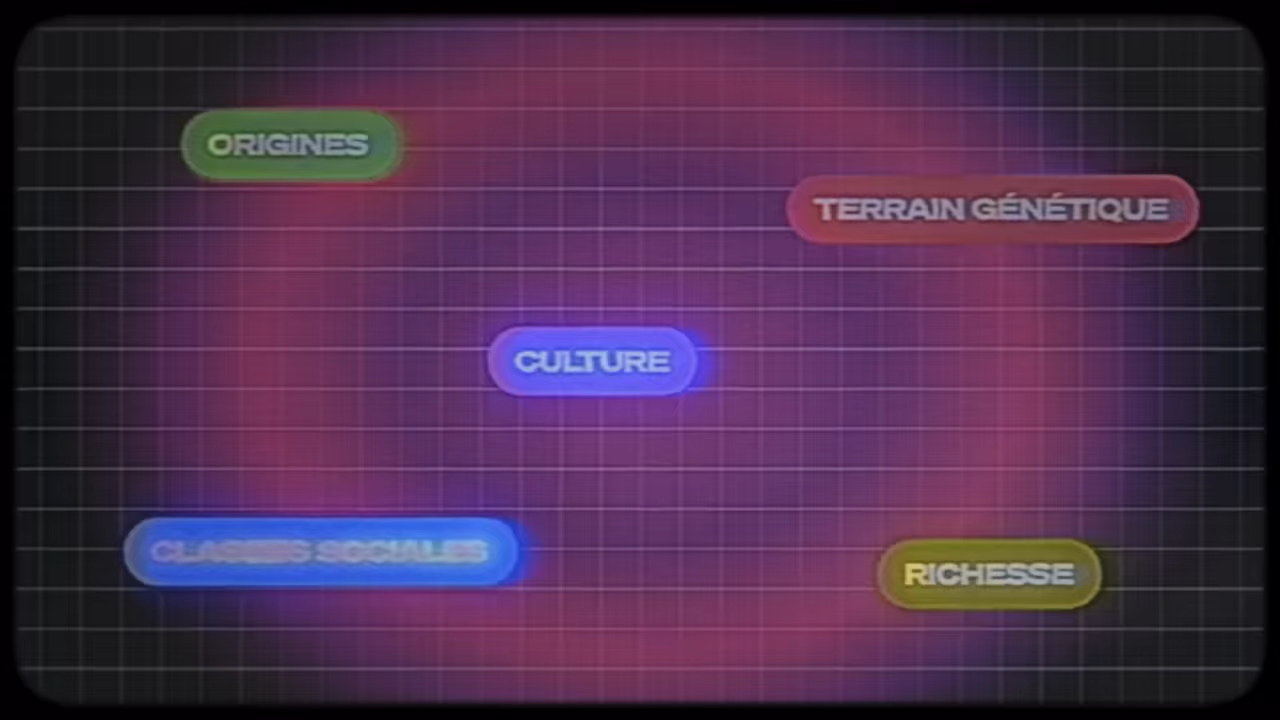 ORIGINES
TERRAIN GÉNÉTIQUE
CULTURE
CLASSES SOCIALES
RICHESSE